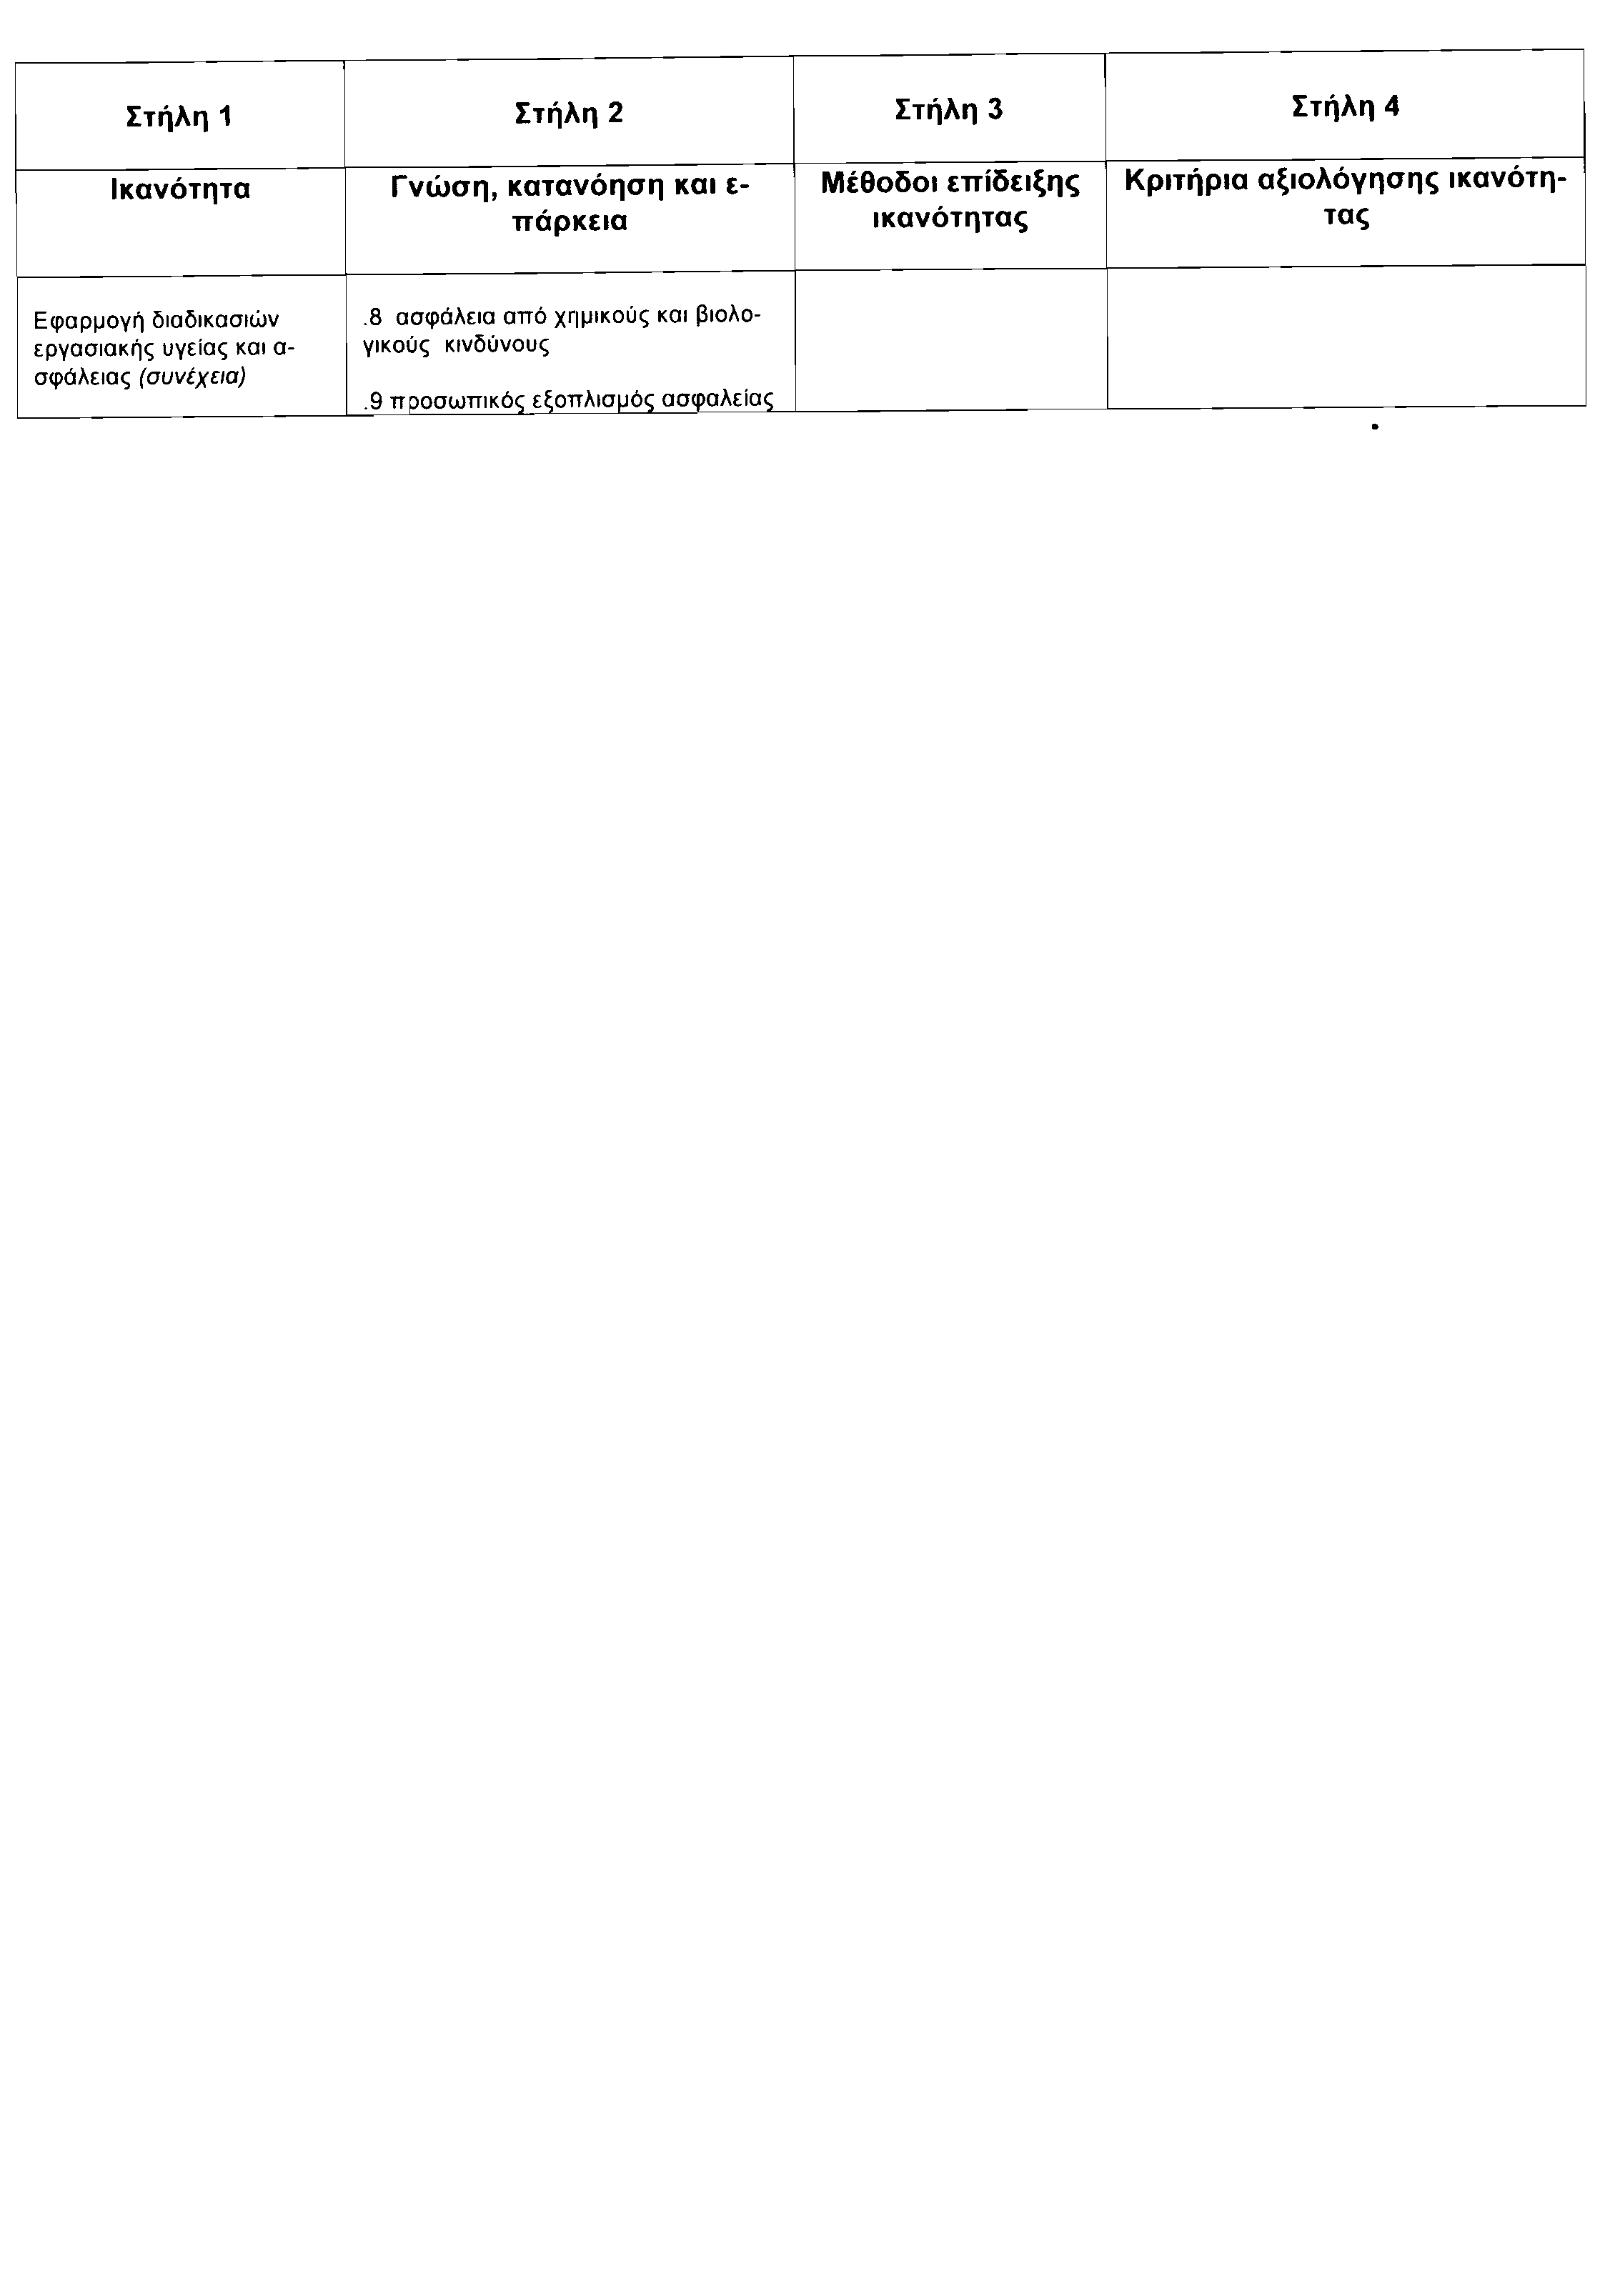 Στήλη 1 Στήλη 2 Στήλη 3 Στήλη 4
Ικανότητα Γνώση, κατανόηση και ε- Μέθοδοι επίδειξης Κριτήρια αξιολόγησης ικανότη-
πάρκεια ικανότητας τας
Εφαρμογή διαδικασιών
εργασιακής υγείας και α-
σφάλειας (συνέχεια)
.8 ασφάλεια από χημικούς και βιολο-
γικούς κινδύνους
.9 προσωπικός εξοπλισμός ασφαλείας